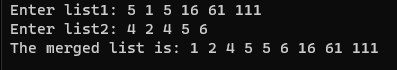 Enter list1: 5 1 5 16 61 111
Enter list2: 4 2 4 5 6
The merged list is: 1 2 4 5 5 6 16 61 111